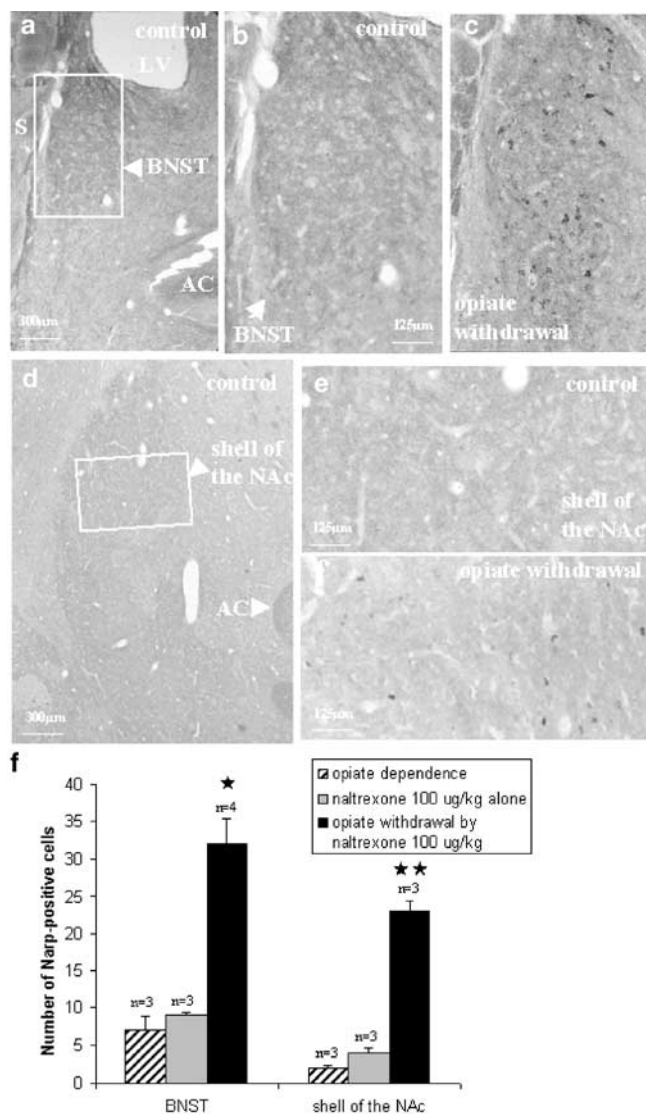 a
control
LV
S
BNST
AC
300µm
b
control
BNST
125µm
c
opiate
withdrawal
d
control
shell of
the NAc
AC
300µm
e
control
shell of
the NAc
125µm
opiate withdrawal
125µm
f
Number of Narp-positive cells
40
35
30
25
20
15
10
5
0
n=3
n=3
★
n=4
n=3
n=3
★★
n=3
opiate dependence
naltrexone 100 ug/kg alone
opiate withdrawal by
naltrexone 100 ug/kg
BNST
shell of the NAc